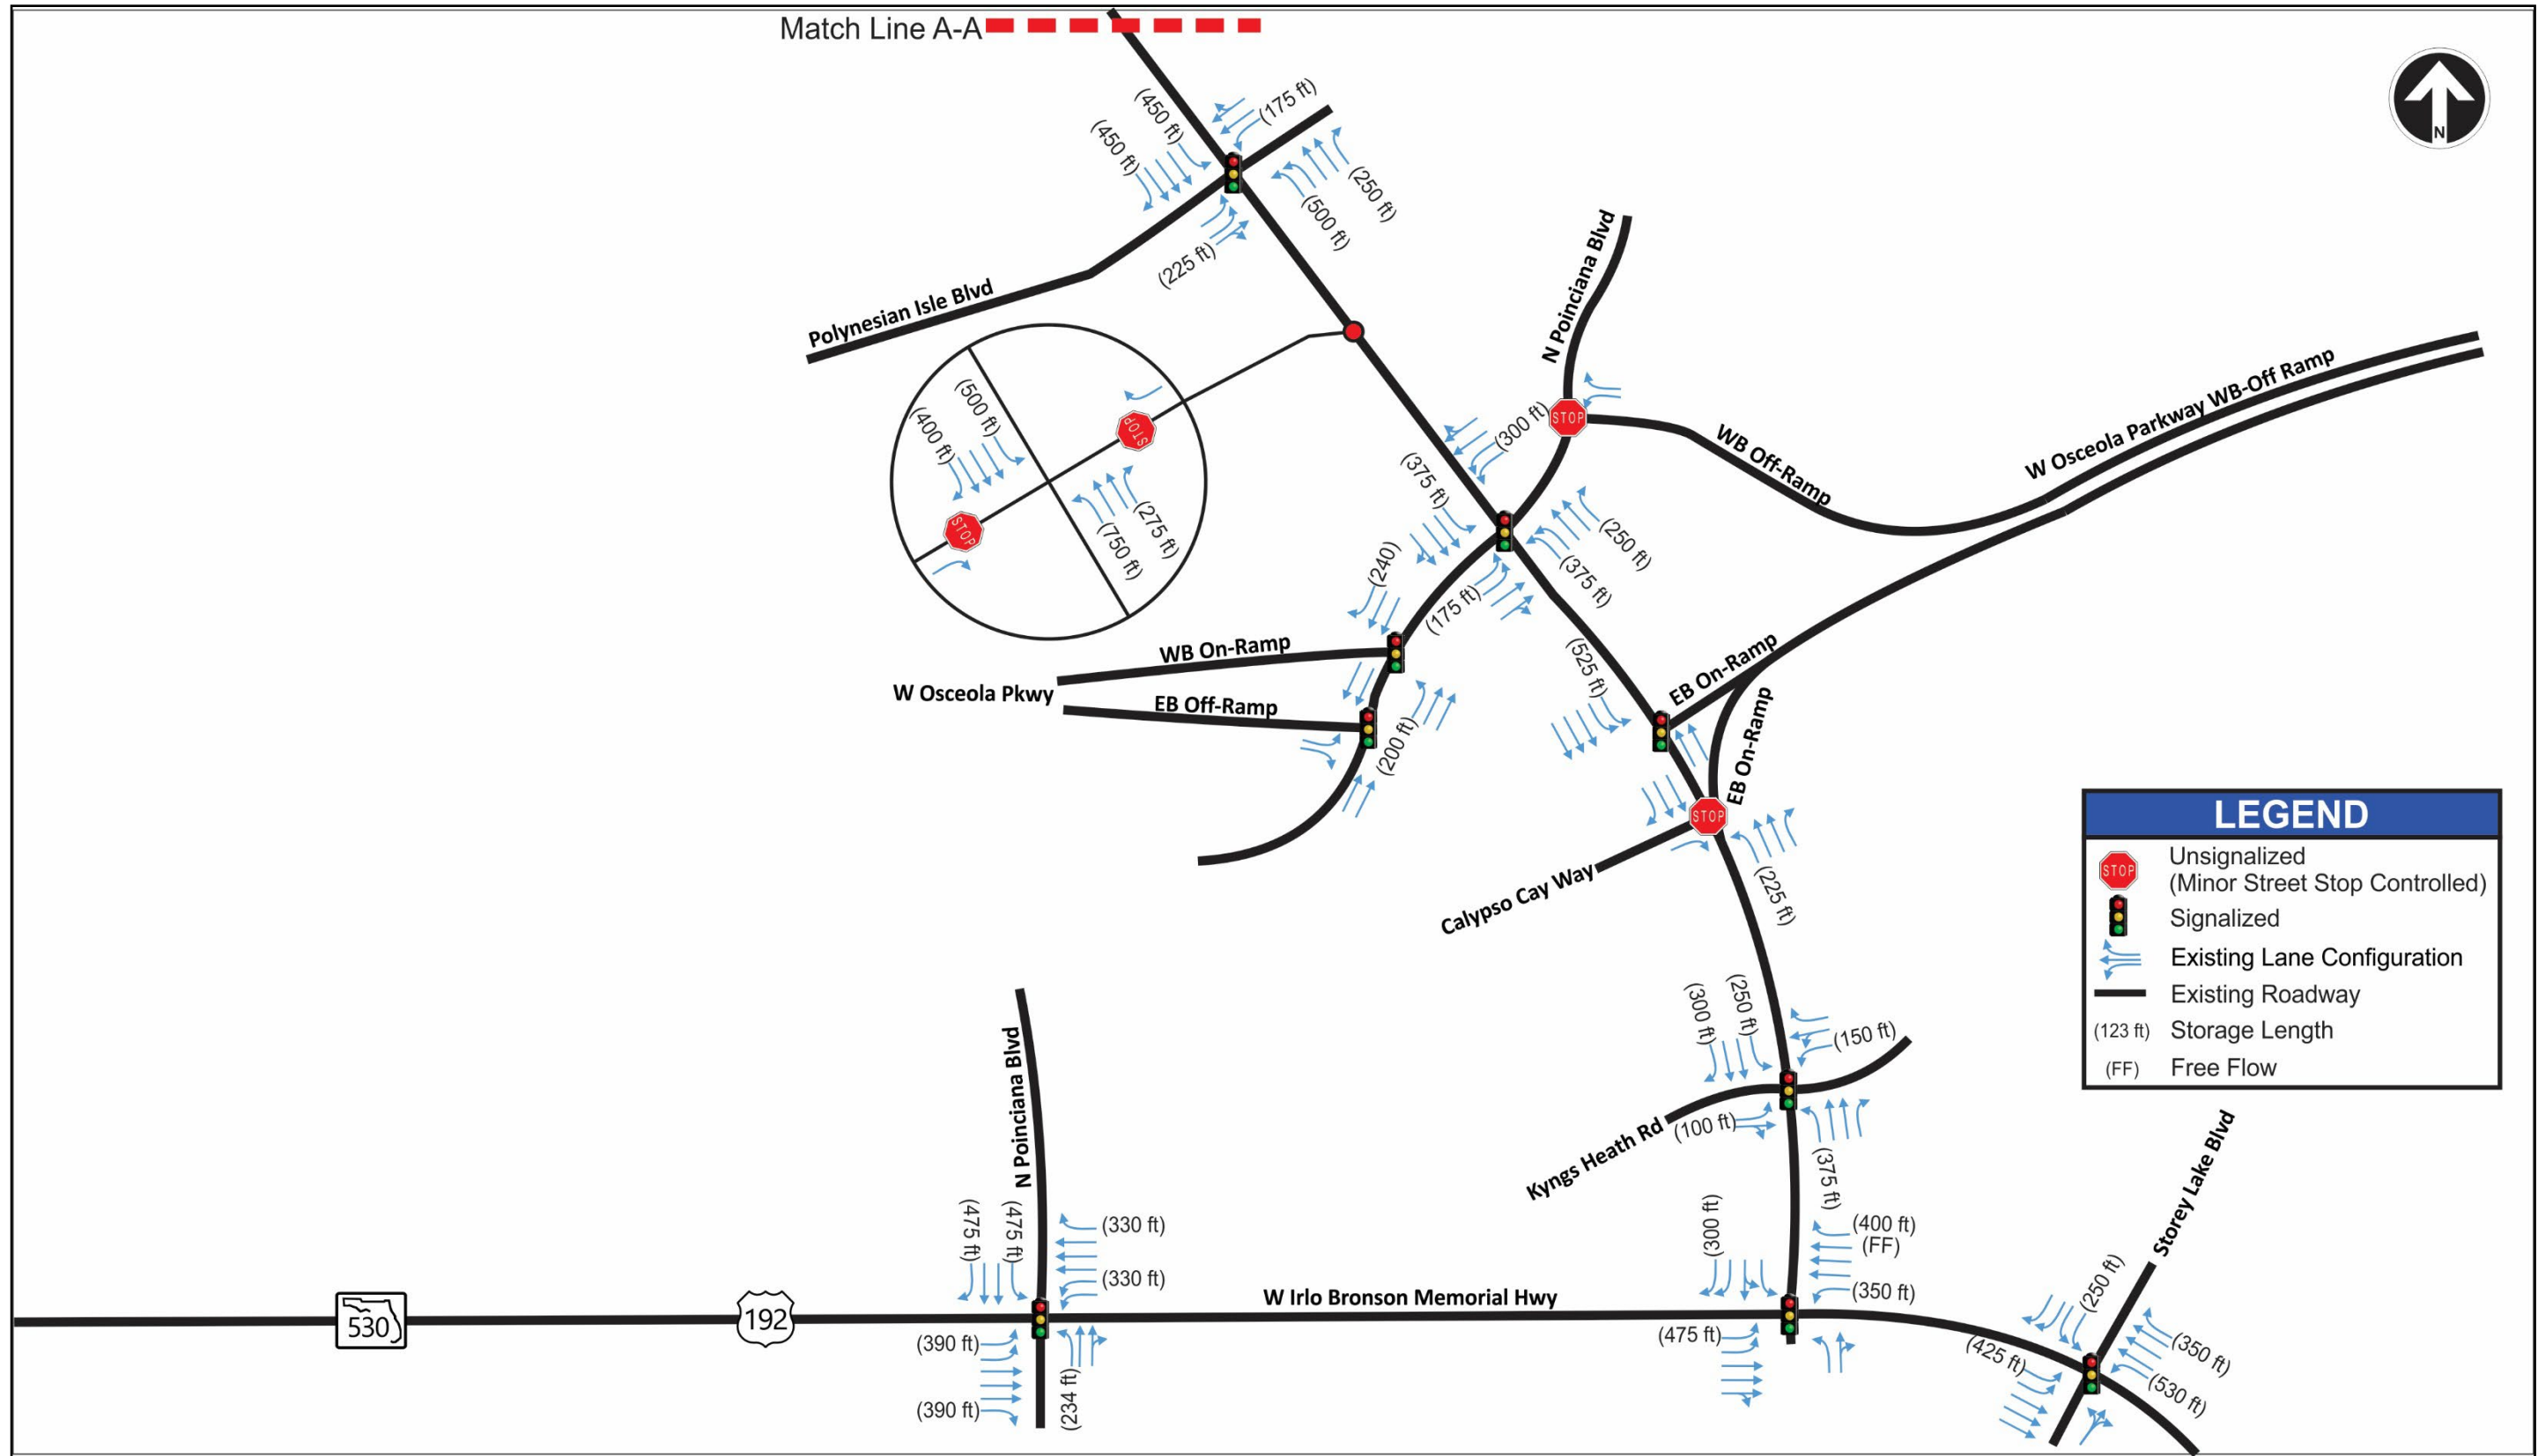 Match Line A-A
(450 ft)
(450 ft)
(175 ft)
(250 ft)
(500 ft)
(225 ft)
Polynesian Isle Blvd
N Poinciana Blvd
STOP
(300 ft)
WB Off-Ramp
W Osceola Parkway WB-Off Ramp
(500 ft)
(400 ft)
STOP
STOP
(275 ft)
(750 ft)
(375 ft)
(250 ft)
(375 ft)
(240)
(175 ft)
WB On-Ramp
W Osceola Pkwy
EB Off-Ramp
(200 ft)
(525 ft)
EB On-Ramp
EB On-Ramp
STOP
Calypso Cay Way
(225 ft)
(300 ft)
(250 ft)
(150 ft)
(100 ft)
Kyngs Heath Rd
(375 ft)
N Poinciana Blvd
(475 ft)
(475 ft)
(330 ft)
(330 ft)
(300 ft)
(400 ft)
(FF)
(350 ft)
530
192
W Irlo Bronson Memorial Hwy
(390 ft)
(390 ft)
(234 ft)
(475 ft)
Storey Lake Blvd
(250 ft)
(425 ft)
(350 ft)
(530 ft)
N
LEGEND
STOP
Unsignalized
(Minor Street Stop Controlled)
Signalized
Existing Lane Configuration
Existing Roadway
(123 ft) Storage Length
(FF) Free Flow